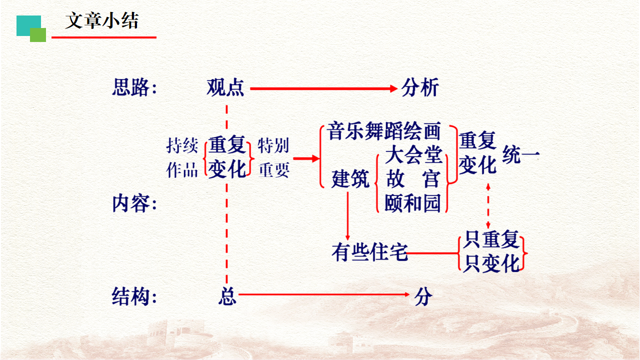 文章小结
思路： 观点 分析
音乐舞蹈绘画
持续 重复 特别 大会堂 重复 统一
作品 变化 重要 建筑 故 宫 变化
内容： 颐和园
有些住宅 只重复
只变化
结构： 总 分